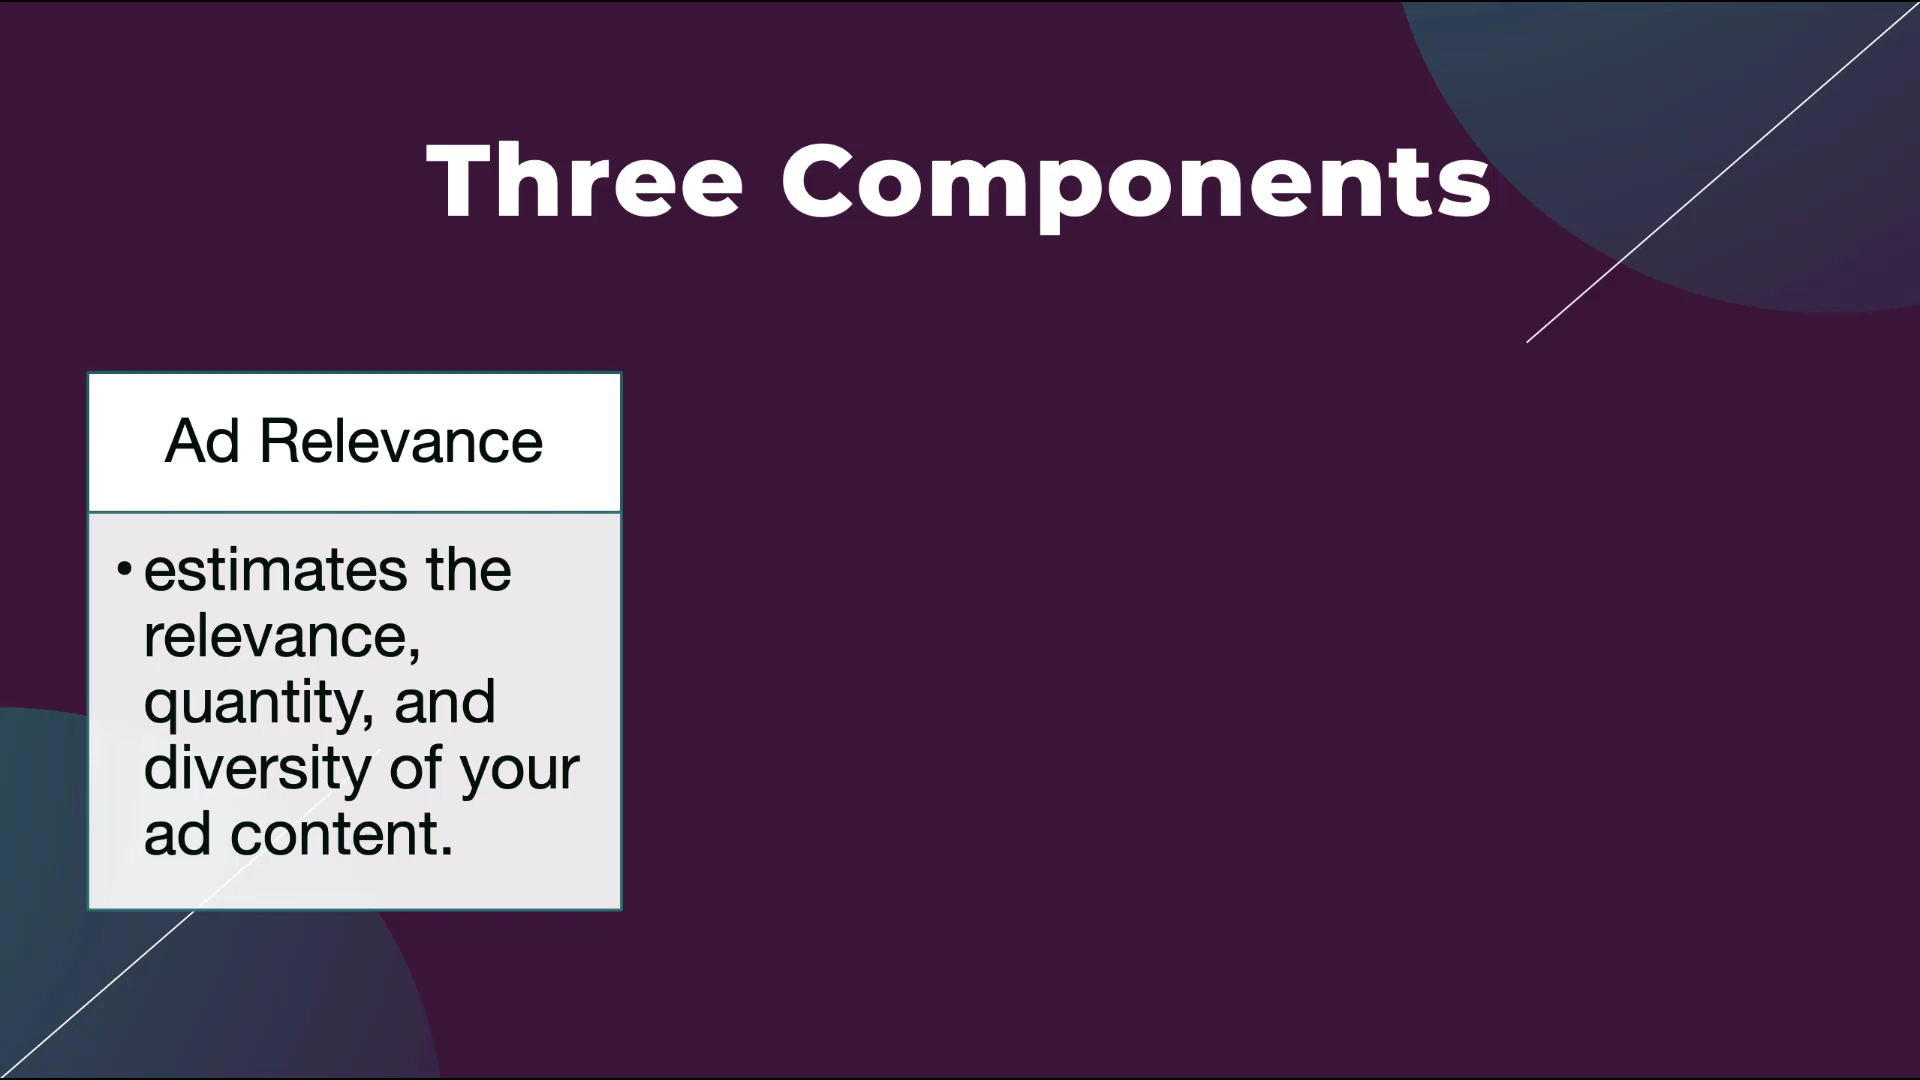 Three Components
Ad Relevance
• estimates the
relevance,
quantity, and
diversity of your
ad content.